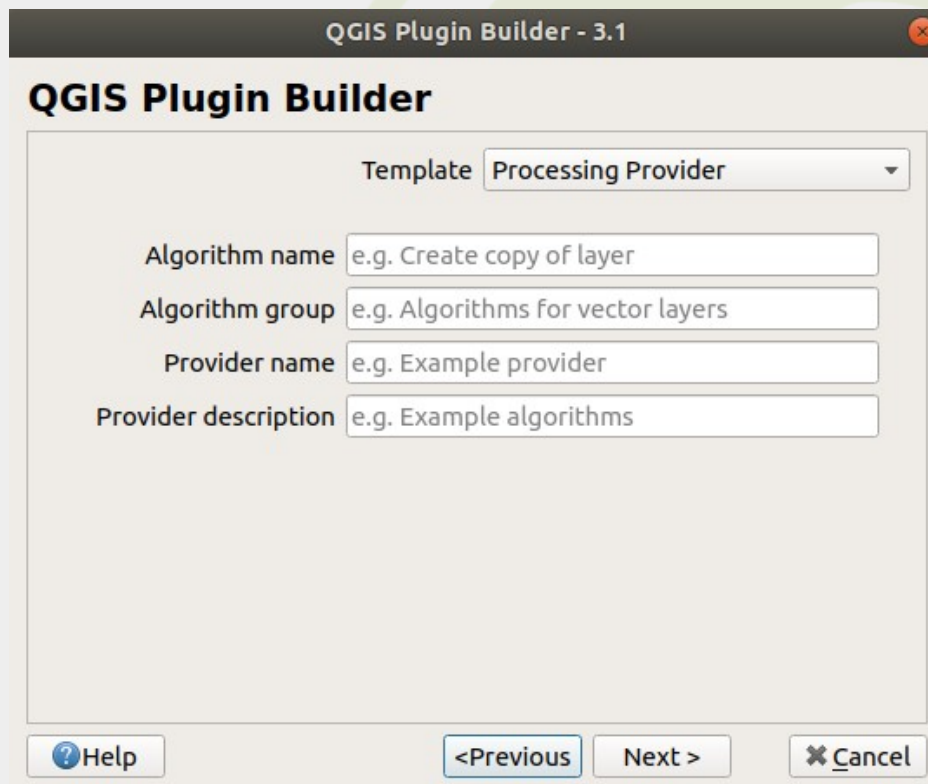 QGIS Plugin Builder - 3.1
QGIS Plugin Builder
Template Processing Provider
Algorithm name e.g. Create copy of layer
Algorithm group e.g. Algorithms for vector layers
Provider name e.g. Example provider
Provider description e.g. Example algorithms
?Help <Previous Next > Cancel